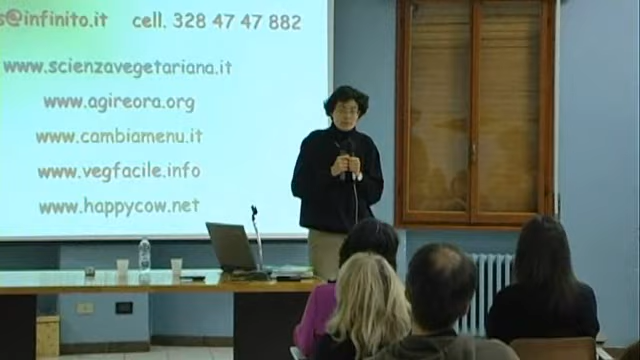 s@infinito.it cell. 328 47 47 882
www.scienzavegetariana.it
www.agireora.org
www.cambiamenu.it
www.vegfacile.info
www.happycow.net